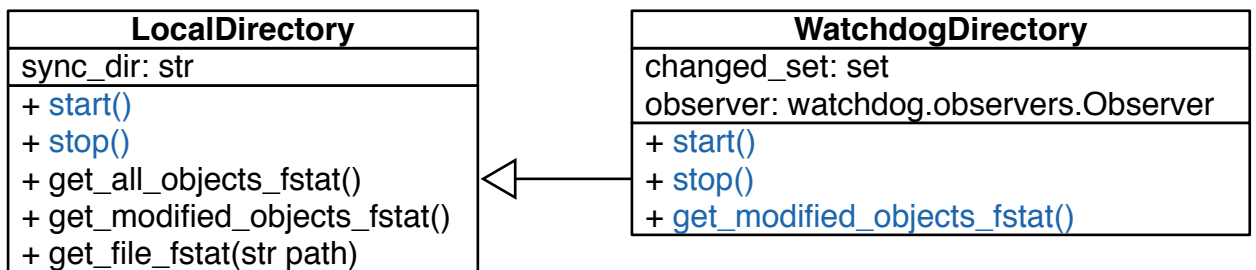 LocalDirectory
sync_dir: str
+ start()
+ stop()
+ get_all_objects_fstat()
+ get_modified_objects_fstat()
+ get_file_fstat(str path)
WatchdogDirectory
changed_set: set
observer: watchdog.observers.Observer
+ start()
+ stop()
+ get_modified_objects_fstat()